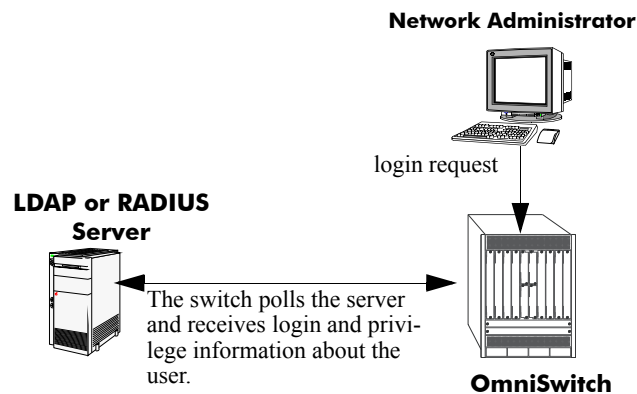 Network Administrator
login request
LDAP or RADIUS
Server
The switch polls the server
and receives login and privi-
lege information about the
user.
OmniSwitch